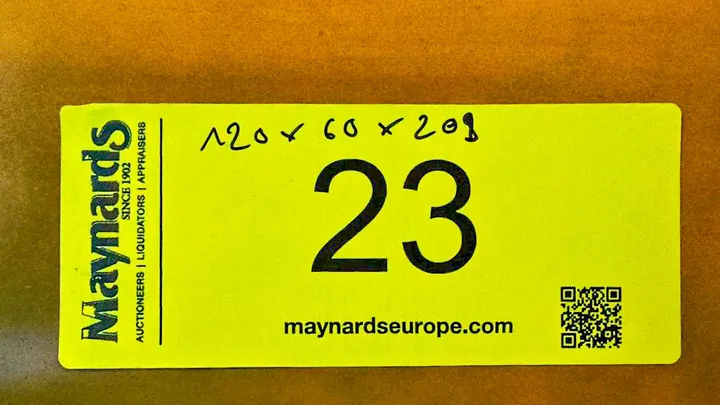 Maynards
SINCE 1902
AUCTIONEERS | LIQUIDATORS | APPRAISERS
120 x 60 x 208
23
maynardseurope.com